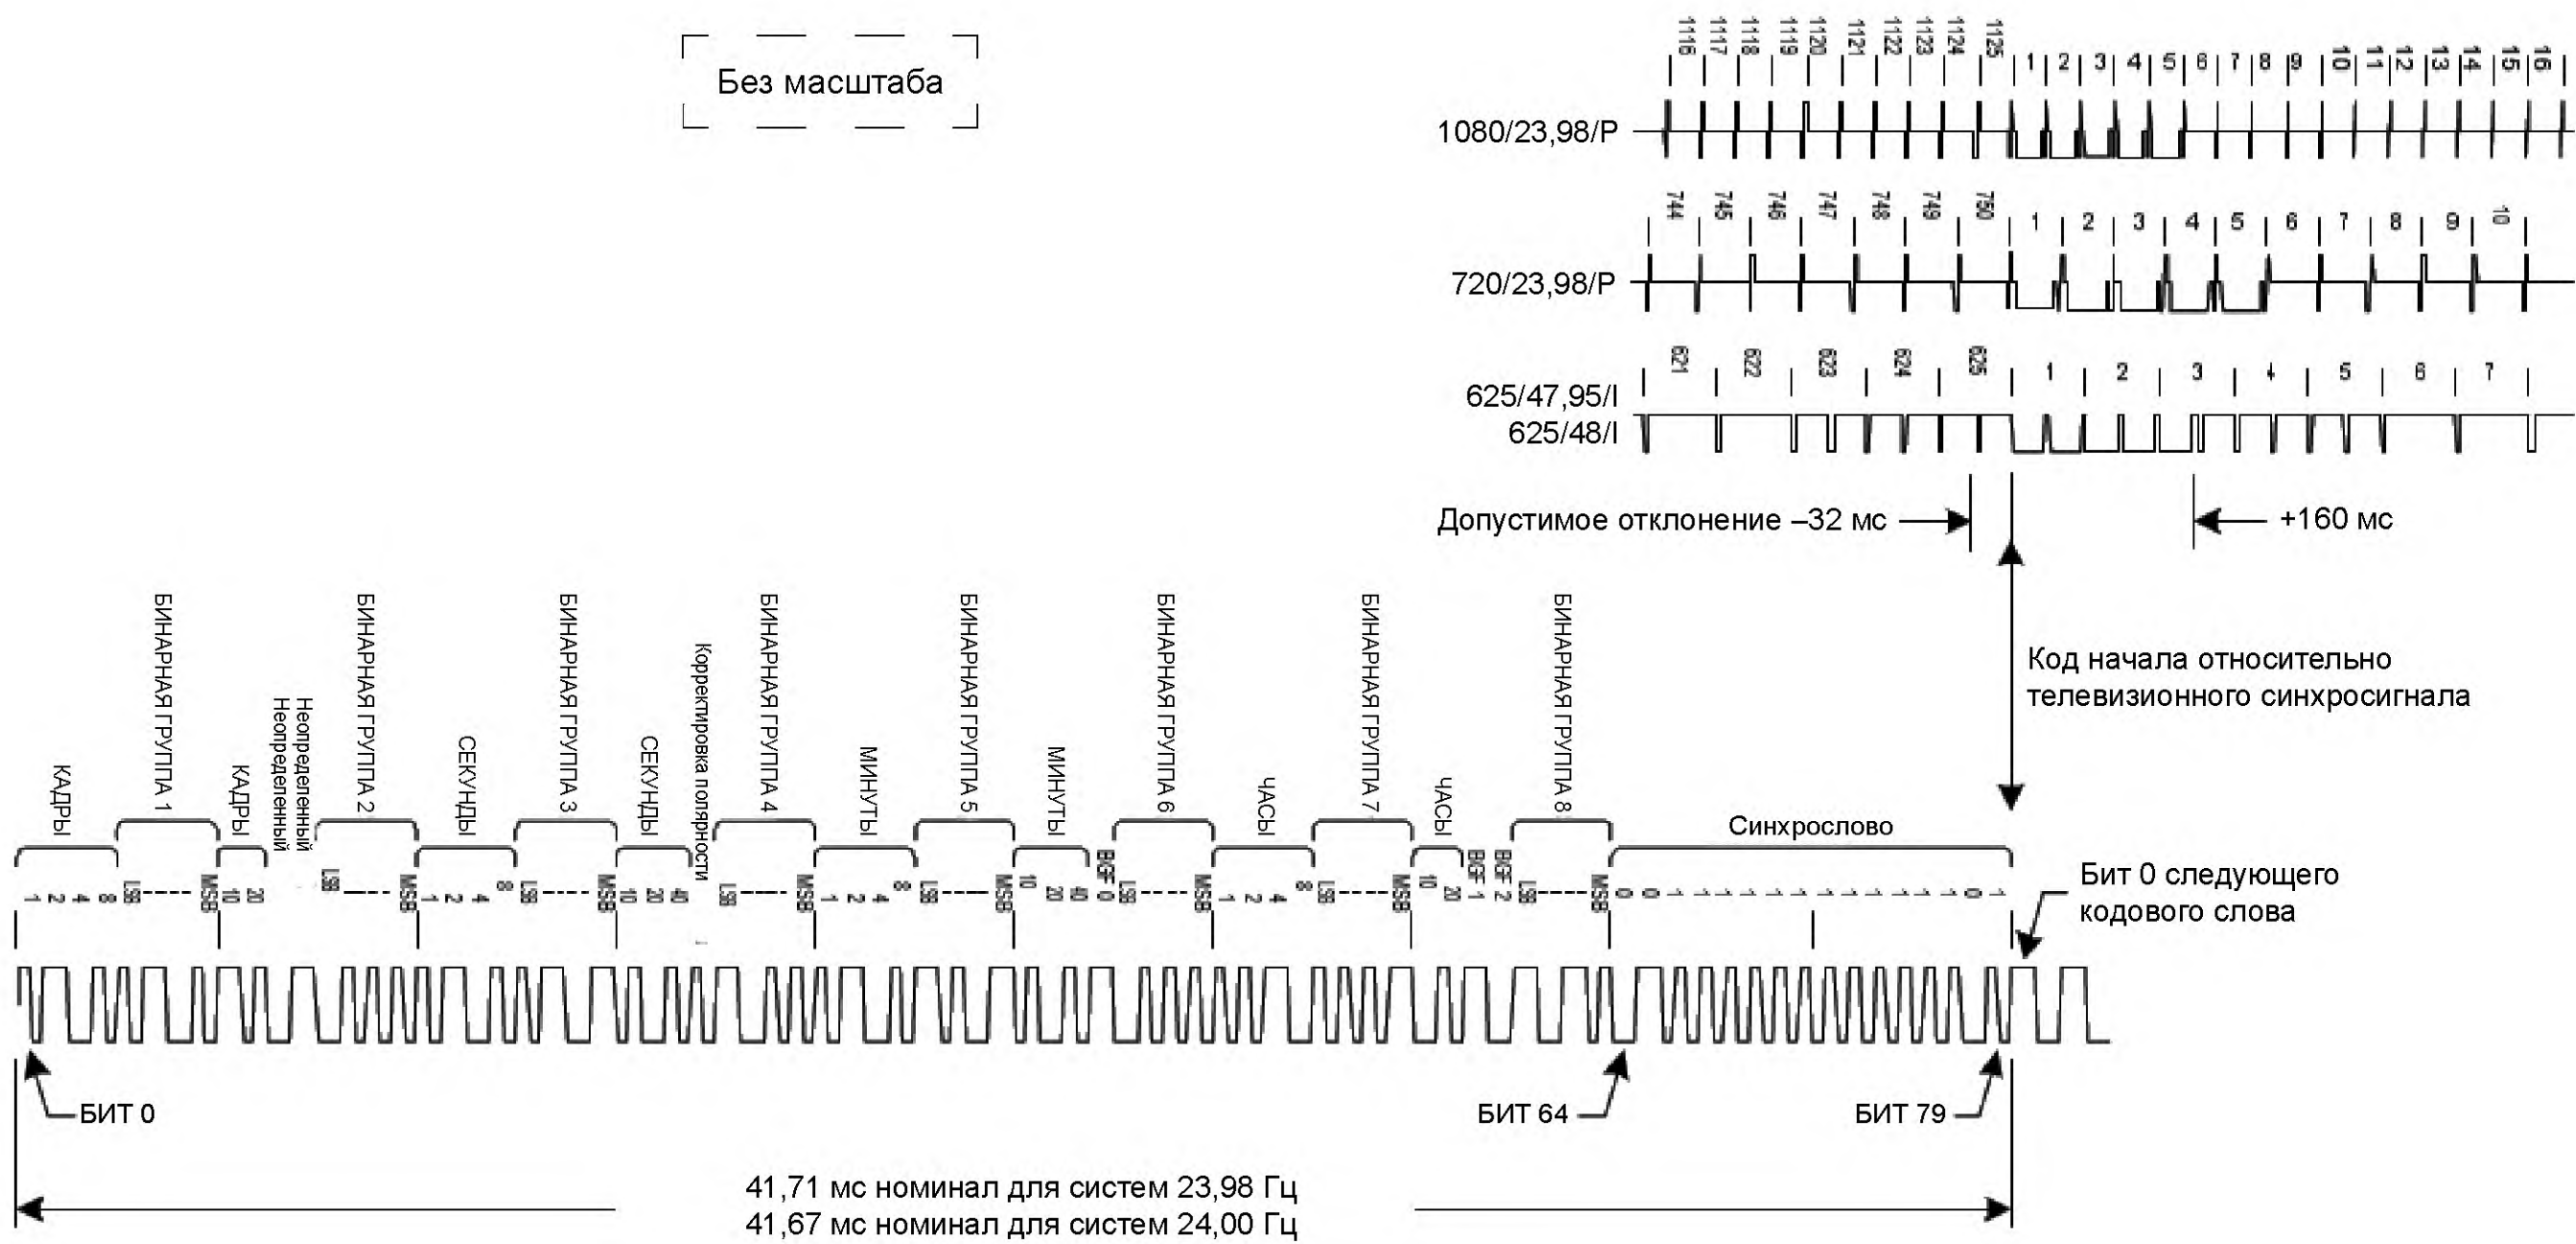 Без масштаба
1116 1117 1118 1119 1120 1121 1122 1123 1124 1125 1 2 3 4 5 6 7 8 9 10 11 12 13 14 15 16
1080/23,98/P
744 745 746 747 748 749 750 1 2 3 4 5 6 7 8 9 10
720/23,98/P
621 622 623 624 625 1 2 3 4 5 6 7
625/47,95/I
625/48/I
Допустимое отклонение –32 мс
+160 мс
Код начала относительно
телевизионного синхросигнала
КАДРЫ
БИНАРНАЯ ГРУППА 1
КАДРЫ
Неопределенный
Неопределенный
БИНАРНАЯ ГРУППА 2
СЕКУНДЫ
БИНАРНАЯ ГРУППА 3
СЕКУНДЫ
Корректировка полярности
БИНАРНАЯ ГРУППА 4
МИНУТЫ
БИНАРНАЯ ГРУППА 5
МИНУТЫ
БИНАРНАЯ ГРУППА 6
ЧАСЫ
БИНАРНАЯ ГРУППА 7
ЧАСЫ
БИНАРНАЯ ГРУППА 8
Синхрослово
1 2 4 8 LSB MSB 10 20 LSB MSB 1 2 4 8 LSB MSB 10 20 40 LSB MSB 1 2 4 8 LSB MSB 10 20 40 BGF 0 LSB MSB 1 2 4 8 LSB MSB 10 20 BGF 1 BGF 2 LSB MSB 0 0 1 1 1 1 1 1 1 1 1 1 1 1 0 1
Бит 0 следующего
кодового слова
БИТ 0
БИТ 64
БИТ 79
41,71 мс номинал для систем 23,98 Гц
41,67 мс номинал для систем 24,00 Гц